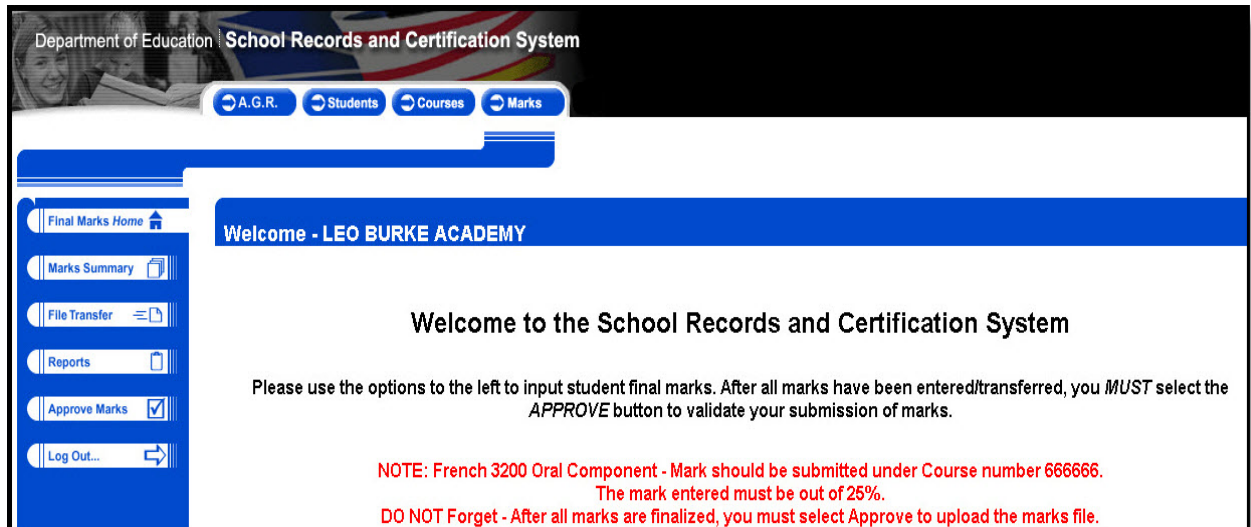 Department of Education School Records and Certification System
A.G.R. Students Courses Marks
Final Marks Home
Marks Summary
File Transfer
Reports
Approve Marks
Log Out...
Welcome - LEO BURKE ACADEMY
Welcome to the School Records and Certification System
Please use the options to the left to input student final marks. After all marks have been entered/transferred, you MUST select the
APPROVE button to validate your submission of marks.
NOTE: French 3200 Oral Component - Mark should be submitted under Course number 666666.
The mark entered must be out of 25%.
DO NOT Forget - After all marks are finalized, you must select Approve to upload the marks file.